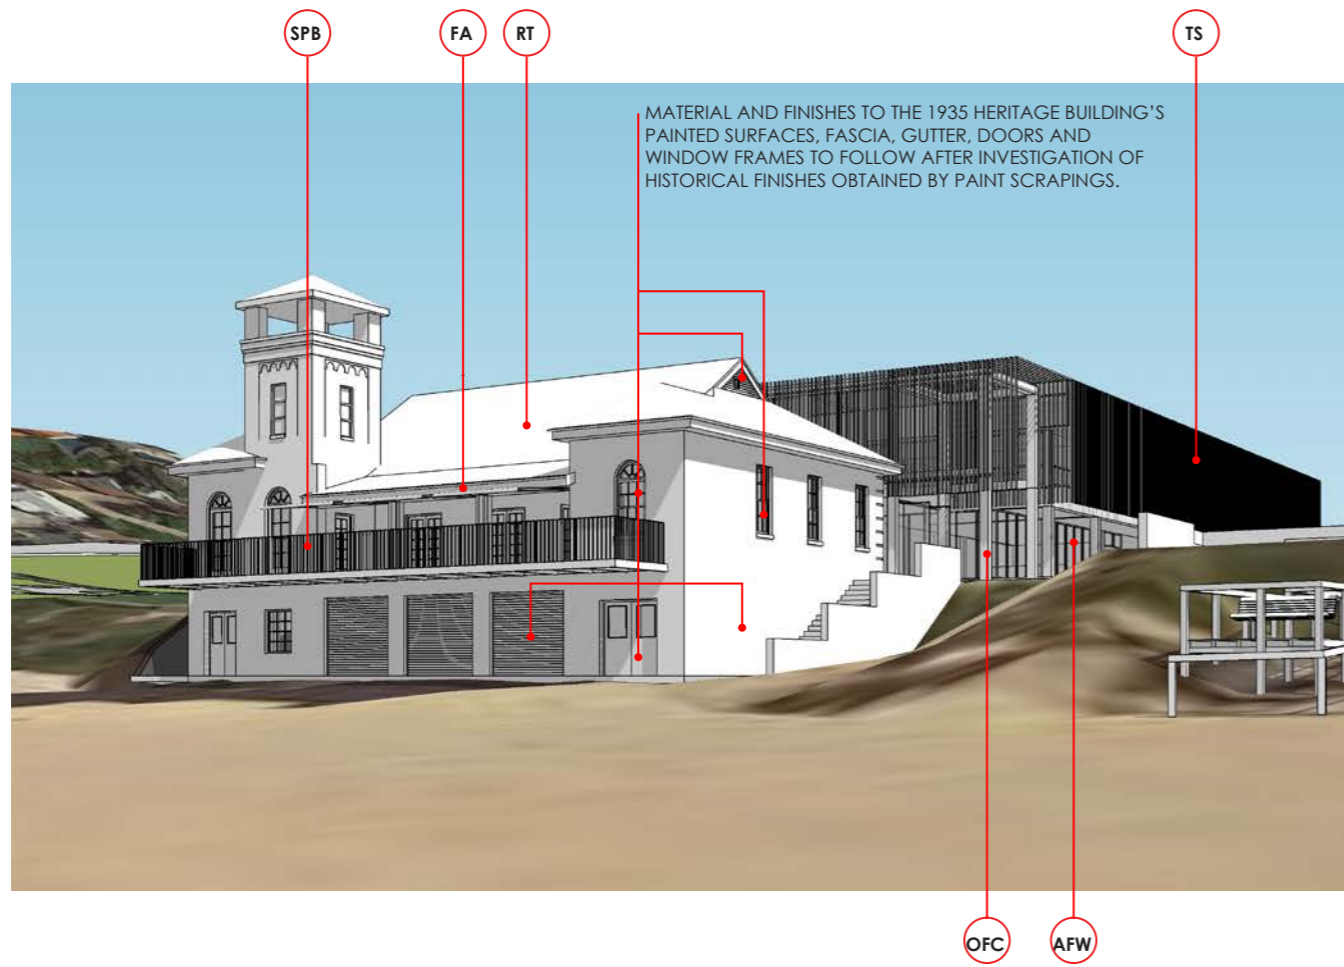 SPB
FA
RT
TS
MATERIAL AND FINISHES TO THE 1935 HERITAGE BUILDING'S
PAINTED SURFACES, FASCIA, GUTTER, DOORS AND
WINDOW FRAMES TO FOLLOW AFTER INVESTIGATION OF
HISTORICAL FINISHES OBTAINED BY PAINT SCRAPINGS.
OFC
AFW